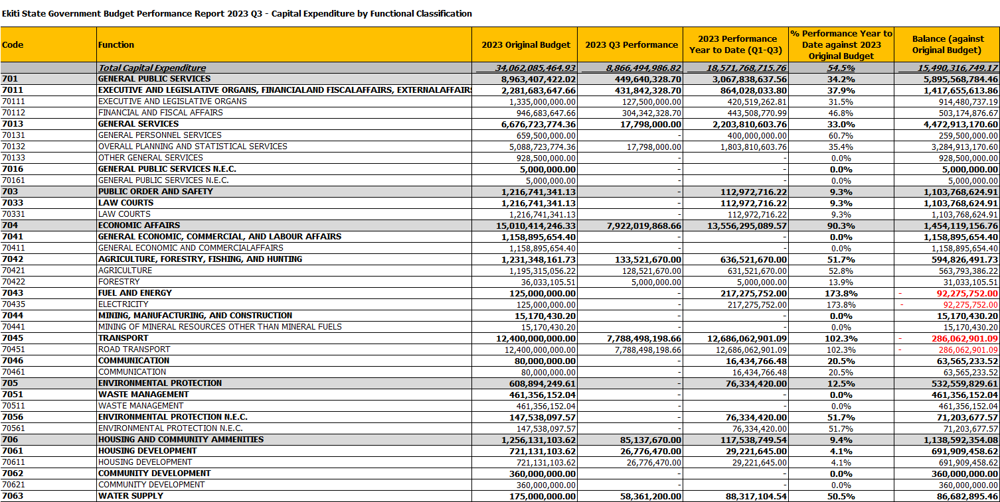 Ekiti State Government Budget Performance Report 2023 Q3 - Capital Expenditure by Functional Classification
Code Function 2023 Original Budget 2023 Q3 Performance 2023 Performance Year to Date (Q1-Q3) % Performance Year to Date against 2023 Original Budget Balance (against Original Budget)
Total Capital Expenditure 34,062,085,464.93 8,866,494,986.82 18,571,768,715.76 54.5% 15,490,316,749.17
701 GENERAL PUBLIC SERVICES 8,963,407,422.02 449,640,328.70 3,067,838,637.56 34.2% 5,895,568,784.46
7011 EXECUTIVE AND LEGISLATIVE ORGANS, FINANCIALAND FISCALAFFAIRS, EXTERNALAFFAIRS 2,281,683,647.66 431,842,328.70 864,028,033.80 37.9% 1,417,655,613.86
70111 EXECUTIVE AND LEGISLATIVE ORGANS 1,335,000,000.00 127,500,000.00 420,519,262.81 31.5% 914,480,737.19
70112 FINANCIAL AND FISCAL AFFAIRS 946,683,647.66 304,342,328.70 443,508,770.99 46.8% 503,174,876.67
7013 GENERAL SERVICES 6,676,723,774.36 17,798,000.00 2,203,810,603.76 33.0% 4,472,913,170.60
70131 GENERAL PERSONNEL SERVICES 659,500,000.00 - 400,000,000.00 60.7% 259,500,000.00
70132 OVERALL PLANNING AND STATISTICAL SERVICES 5,088,723,774.36 17,798,000.00 1,803,810,603.76 35.4% 3,284,913,170.60
70133 OTHER GENERAL SERVICES 928,500,000.00 - - 0.0% 928,500,000.00
7016 GENERAL PUBLIC SERVICES N.E.C. 5,000,000.00 - - 0.0% 5,000,000.00
70161 GENERAL PUBLIC SERVICES N.E.C. 5,000,000.00 - - 0.0% 5,000,000.00
703 PUBLIC ORDER AND SAFETY 1,216,741,341.13 - 112,972,716.22 9.3% 1,103,768,624.91
7033 LAW COURTS 1,216,741,341.13 - 112,972,716.22 9.3% 1,103,768,624.91
70331 LAW COURTS 1,216,741,341.13 - 112,972,716.22 9.3% 1,103,768,624.91
704 ECONOMIC AFFAIRS 15,010,414,246.33 7,922,019,868.66 13,556,295,089.57 90.3% 1,454,119,156.76
7041 GENERAL ECONOMIC, COMMERCIAL, AND LABOUR AFFAIRS 1,158,895,654.40 - - 0.0% 1,158,895,654.40
70411 GENERAL ECONOMIC AND COMMERCIALAFFAIRS 1,158,895,654.40 - - 0.0% 1,158,895,654.40
7042 AGRICULTURE, FORESTRY, FISHING, AND HUNTING 1,231,348,161.73 133,521,670.00 636,521,670.00 51.7% 594,826,491.73
70421 AGRICULTURE 1,195,315,056.22 128,521,670.00 631,521,670.00 52.8% 563,793,386.22
70422 FORESTRY 36,033,105.51 5,000,000.00 5,000,000.00 13.9% 31,033,105.51
7043 FUEL AND ENERGY 125,000,000.00 - 217,275,752.00 173.8% - 92,275,752.00
70435 ELECTRICITY 125,000,000.00 - 217,275,752.00 173.8% - 92,275,752.00
7044 MINING, MANUFACTURING, AND CONSTRUCTION 15,170,430.20 - - 0.0% 15,170,430.20
70441 MINING OF MINERAL RESOURCES OTHER THAN MINERAL FUELS 15,170,430.20 - - 0.0% 15,170,430.20
7045 TRANSPORT 12,400,000,000.00 7,788,498,198.66 12,686,062,901.09 102.3% - 286,062,901.09
70451 ROAD TRANSPORT 12,400,000,000.00 7,788,498,198.66 12,686,062,901.09 102.3% - 286,062,901.09
7046 COMMUNICATION 80,000,000.00 - 16,434,766.48 20.5% 63,565,233.52
70461 COMMUNICATION 80,000,000.00 - 16,434,766.48 20.5% 63,565,233.52
705 ENVIRONMENTAL PROTECTION 608,894,249.61 - 76,334,420.00 12.5% 532,559,829.61
7051 WASTE MANAGEMENT 461,356,152.04 - - 0.0% 461,356,152.04
70511 WASTE MANAGEMENT 461,356,152.04 - - 0.0% 461,356,152.04
7056 ENVIRONMENTAL PROTECTION N.E.C. 147,538,097.57 - 76,334,420.00 51.7% 71,203,677.57
70561 ENVIRONMENTAL PROTECTION N.E.C. 147,538,097.57 - 76,334,420.00 51.7% 71,203,677.57
706 HOUSING AND COMMUNITY AMMENITIES 1,256,131,103.62 85,137,670.00 117,538,749.54 9.4% 1,138,592,354.08
7061 HOUSING DEVELOPMENT 721,131,103.62 26,776,470.00 29,221,645.00 4.1% 691,909,458.62
70611 HOUSING DEVELOPMENT 721,131,103.62 26,776,470.00 29,221,645.00 4.1% 691,909,458.62
7062 COMMUNITY DEVELOPMENT 360,000,000.00 - - 0.0% 360,000,000.00
70621 COMMUNITY DEVELOPMENT 360,000,000.00 - - 0.0% 360,000,000.00
7063 WATER SUPPLY 175,000,000.00 58,361,200.00 88,317,104.54 50.5% 86,682,895.46